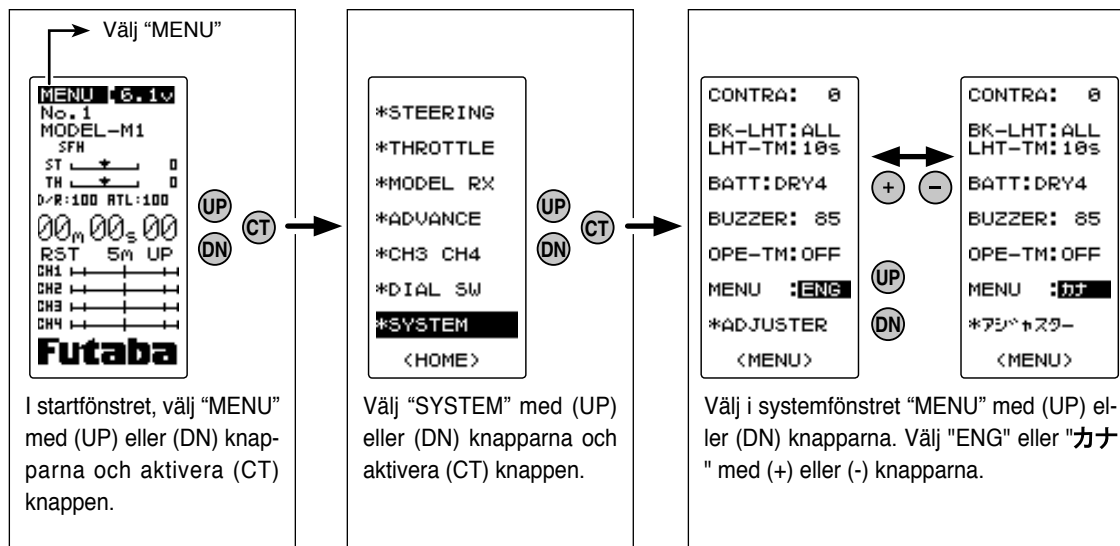 Välj “MENU”
MENU 6.1v
No.1
MODEL-M1
SFH
ST 0
TH 0
D/R:100 ATL:100
00m00s00
RST 5m UP
CH1
CH2
CH3
CH4
Futaba
UP
DN
CT
I startfönstret, välj “MENU”
med (UP) eller (DN) knap-
parna och aktivera (CT)
knappen.
*STEERING
*THROTTLE
*MODEL RX
*ADVANCE
*CH3 CH4
*DIAL SW
*SYSTEM
<HOME>
UP
DN
CT
Välj “SYSTEM” med (UP)
eller (DN) knapparna och
aktivera (CT) knappen.
CONTRA: 0
BK-LHT:ALL
LHT-TM:10s
BATT:DRY4
BUZZER: 85
OPE-TM:OFF
MENU :ENG
*ADJUSTER
<MENU>
+
-
UP
DN
CONTRA: 0
BK-LHT:ALL
LHT-TM:10s
BATT:DRY4
BUZZER: 85
OPE-TM:OFF
MENU :カナ
*アジャスター
<MENU>
Välj i systemfönstret “MENU” med (UP) el-
ler (DN) knapparna. Välj "ENG" eller "カナ
" med (+) eller (-) knapparna.